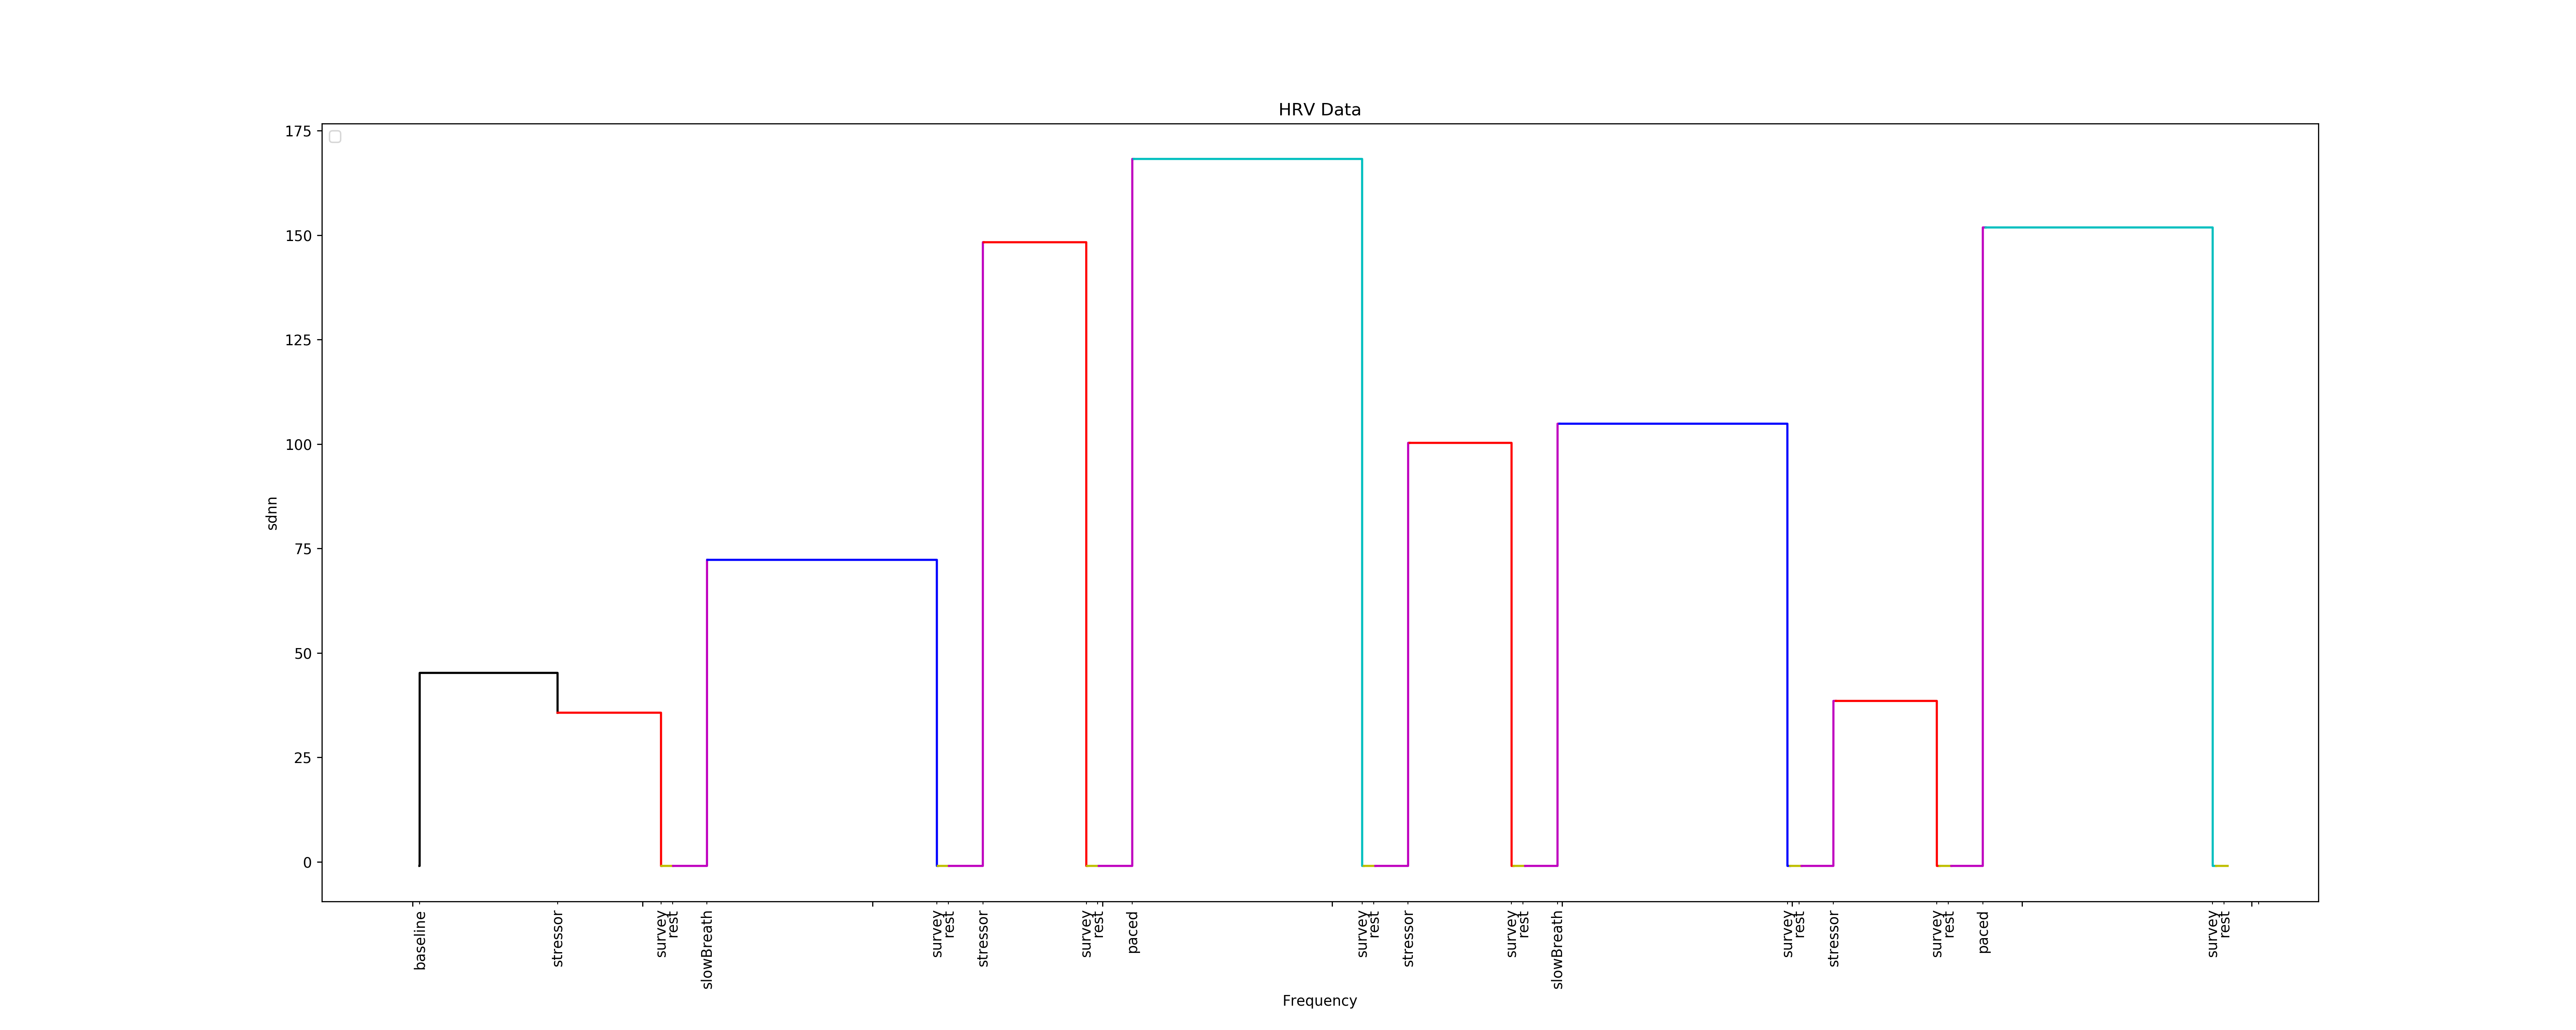 HRV Data
175
150
125
100
75
50
25
0
sdnn
baseline
stressor
survey
rest
slowBreath
survey
rest
stressor
survey
rest
paced
survey
rest
stressor
survey
rest
slowBreath
survey
rest
stressor
survey
rest
paced
survey
rest
Frequency